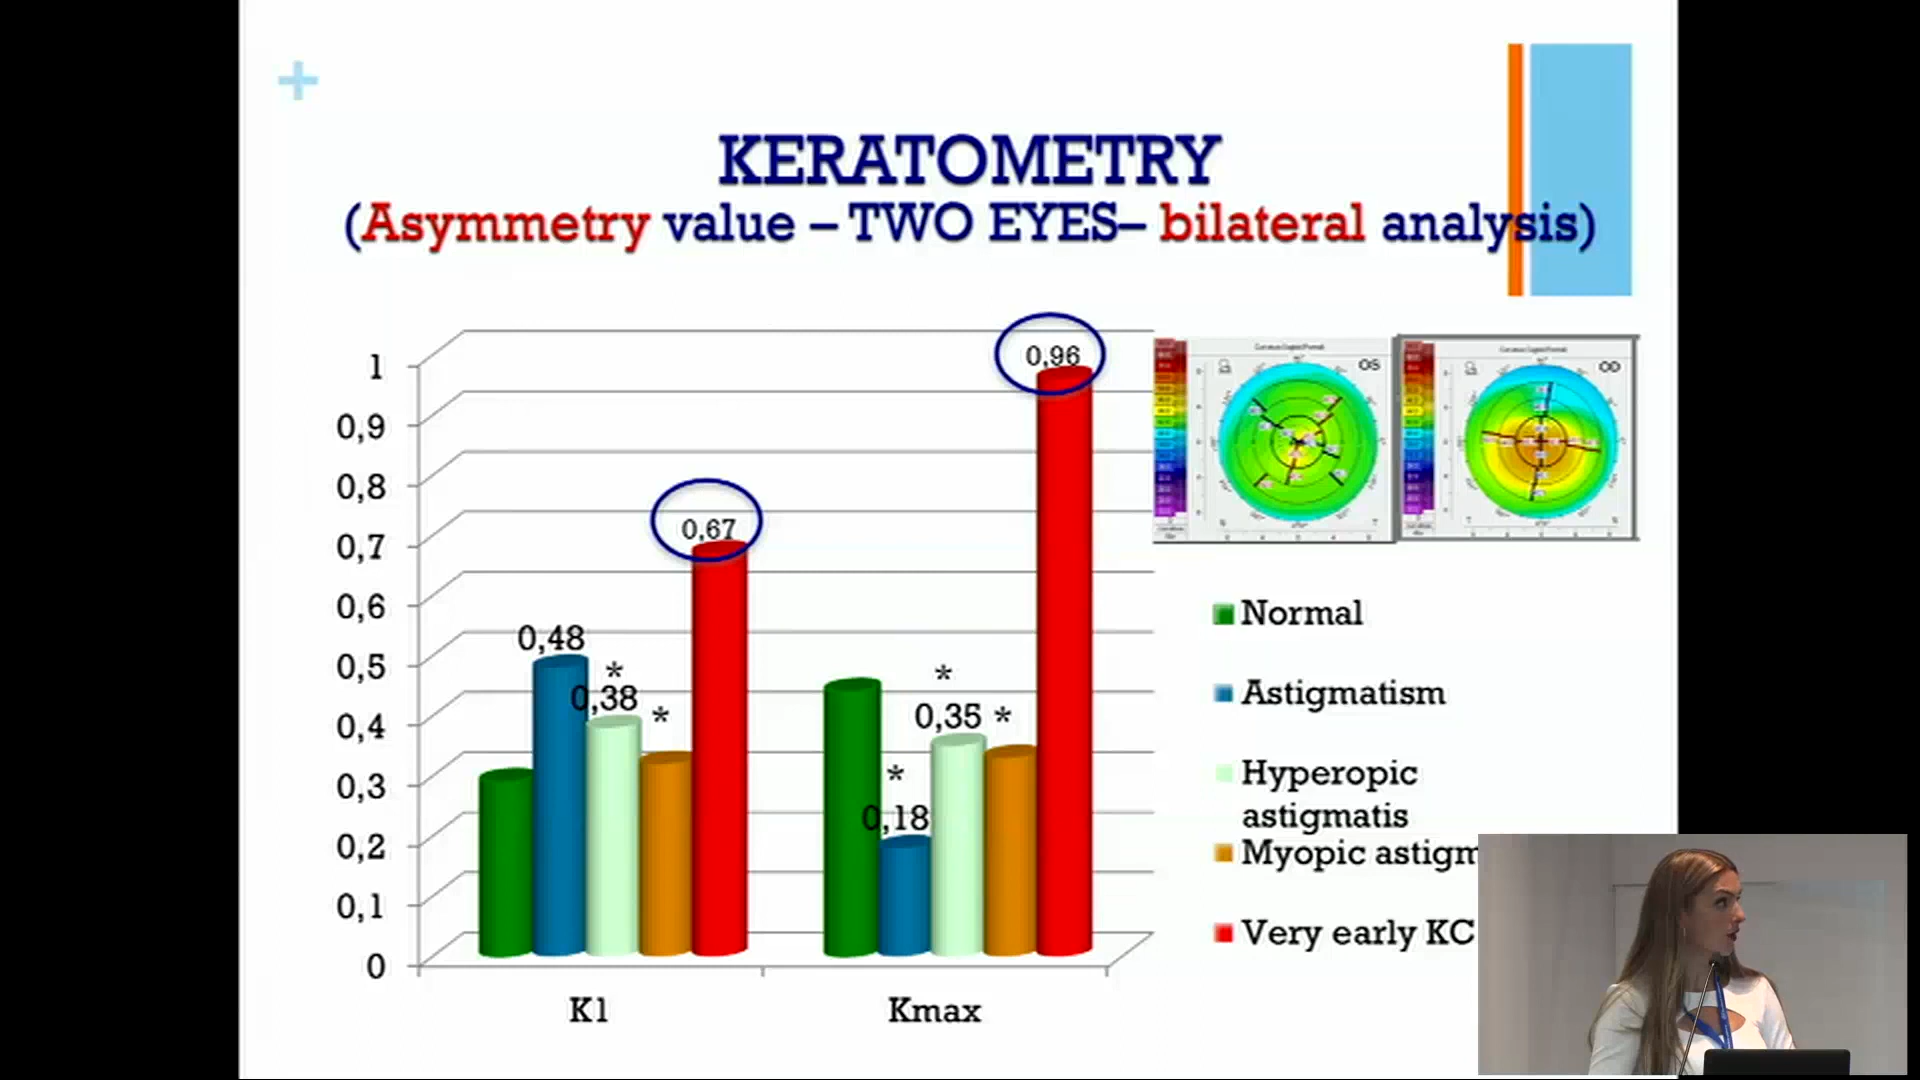 +
KERATOMETRY
(Asymmetry value – TWO EYES– bilateral analysis)
1
0,9
0,8
0,7
0,6
0,5
0,4
0,3
0,2
0,1
0
0,48
*
0,38
*
0,67
*
0,18
*
0,35
*
0,96
K1
Kmax
OS
OD
Normal
Astigmatism
Hyperopic
astigmatis
Myopic astigm
Very early KC